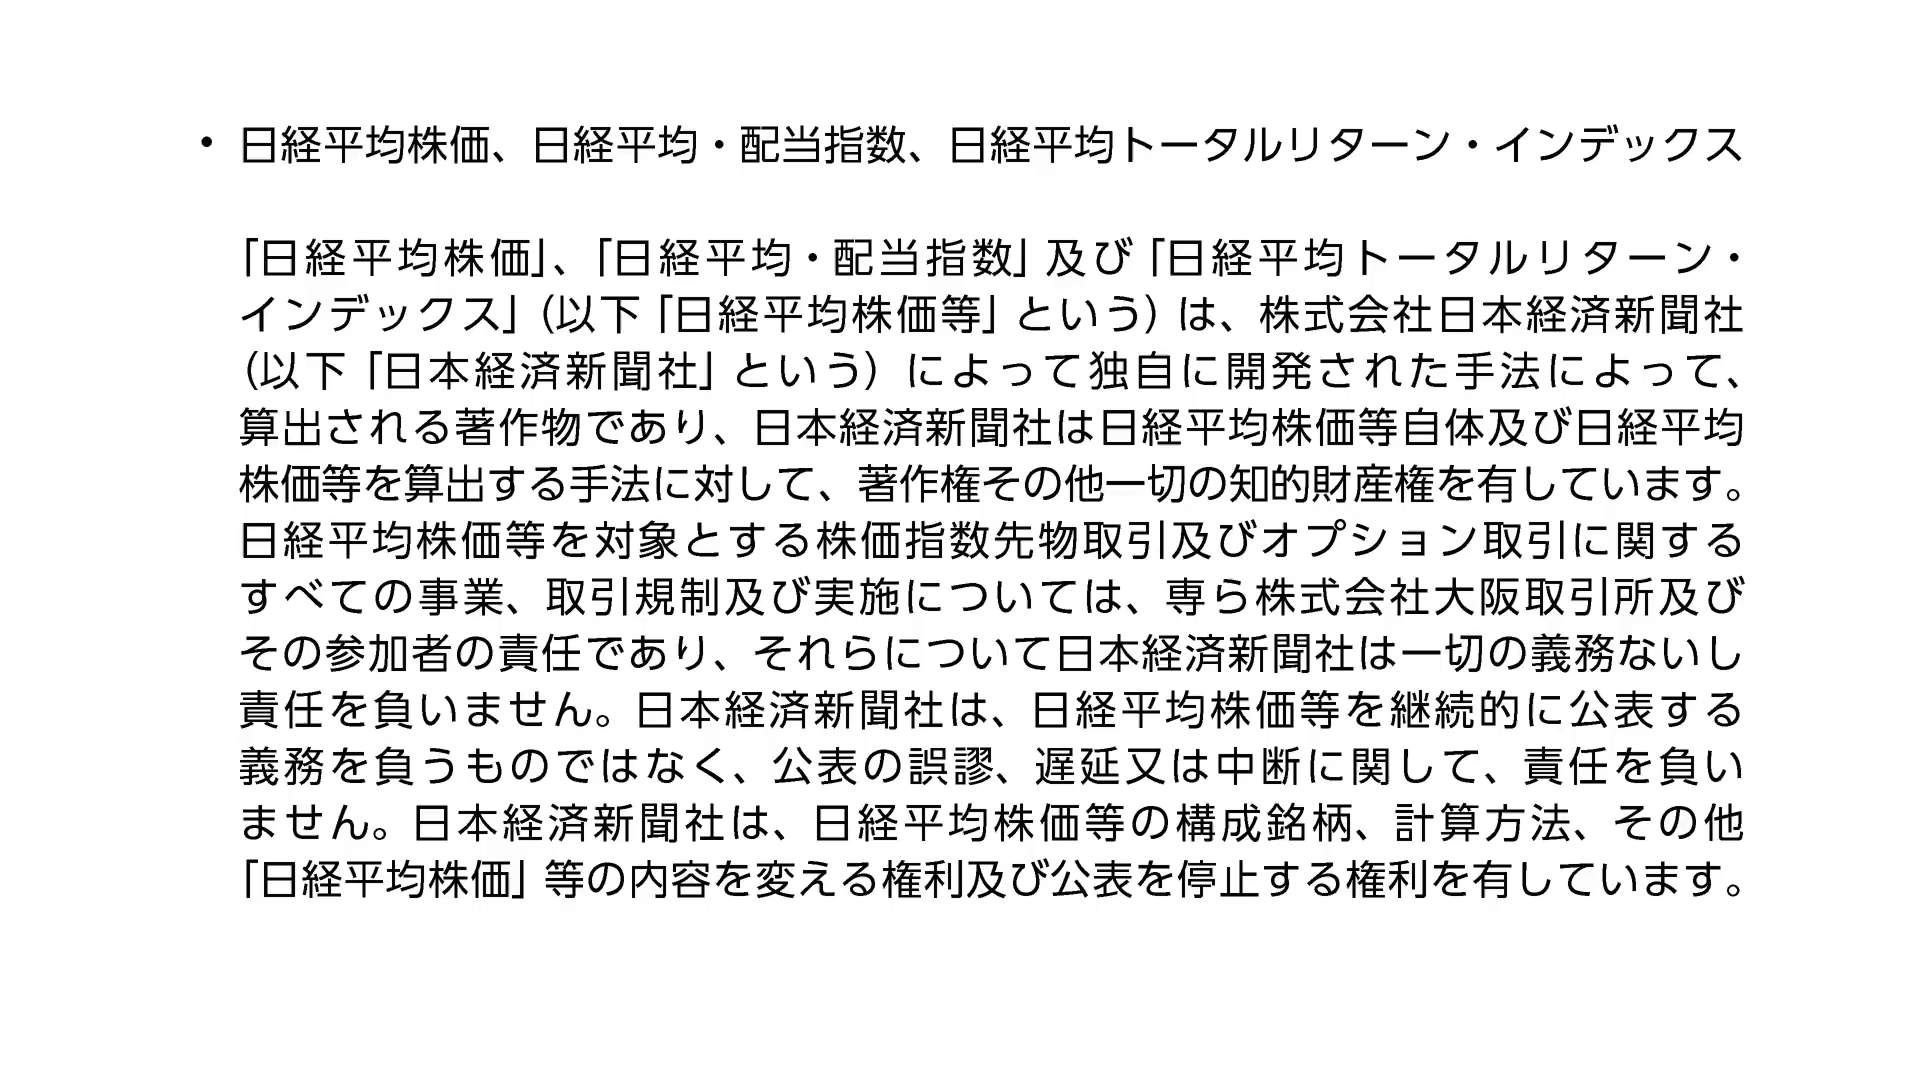 • 日経平均株価、日経平均・配当指数、日経平均トータルリターン・インデックス
「日経平均株価」、「日経平均・配当指数」及び「日経平均トータルリターン・
インデックス」（以下「日経平均株価等」という）は、株式会社日本経済新聞社
（以下「日本経済新聞社」という）によって独自に開発された手法によって、
算出される著作物であり、日本経済新聞社は日経平均株価等自体及び日経平均
株価等を算出する手法に対して、著作権その他一切の知的財産権を有しています。
日経平均株価等を対象とする株価指数先物取引及びオプション取引に関する
すべての事業、取引規制及び実施については、専ら株式会社大阪取引所及び
その参加者の責任であり、それらについて日本経済新聞社は一切の義務ないし
責任を負いません。日本経済新聞社は、日経平均株価等を継続的に公表する
義務を負うものではなく、公表の誤謬、遅延又は中断に関して、責任を負い
ません。日本経済新聞社は、日経平均株価等の構成銘柄、計算方法、その他
「日経平均株価」等の内容を変える権利及び公表を停止する権利を有しています。